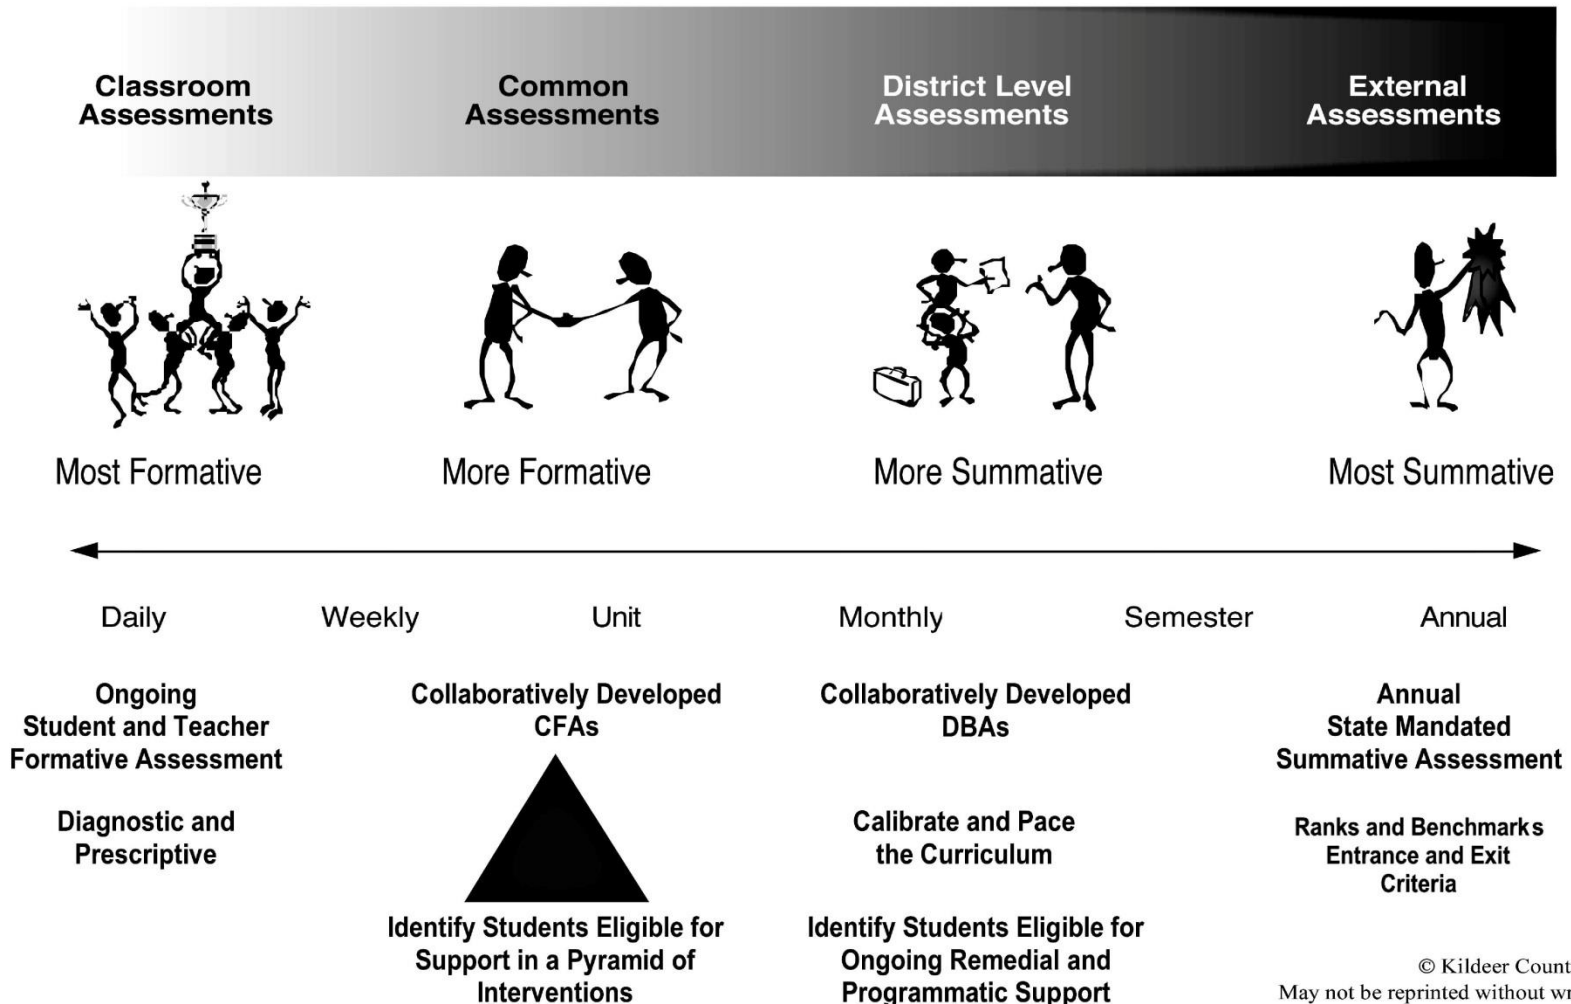 Classroom
Assessments
Common
Assessments
District Level
Assessments
External
Assessments
Most Formative
More Formative
More Summative
Most Summative
Daily
Weekly
Unit
Monthly
Semester
Annual
Ongoing
Student and Teacher
Formative Assessment
Diagnostic and
Prescriptive
Collaboratively Developed
CFAs
Identify Students Eligible for
Support in a Pyramid of
Interventions
Collaboratively Developed
DBAs
Calibrate and Pace
the Curriculum
Identify Students Eligible for
Ongoing Remedial and
Programmatic Support
Annual
State Mandated
Summative Assessment
Ranks and Benchmarks
Entrance and Exit
Criteria
© Kildeer Count
May not be reprinted without